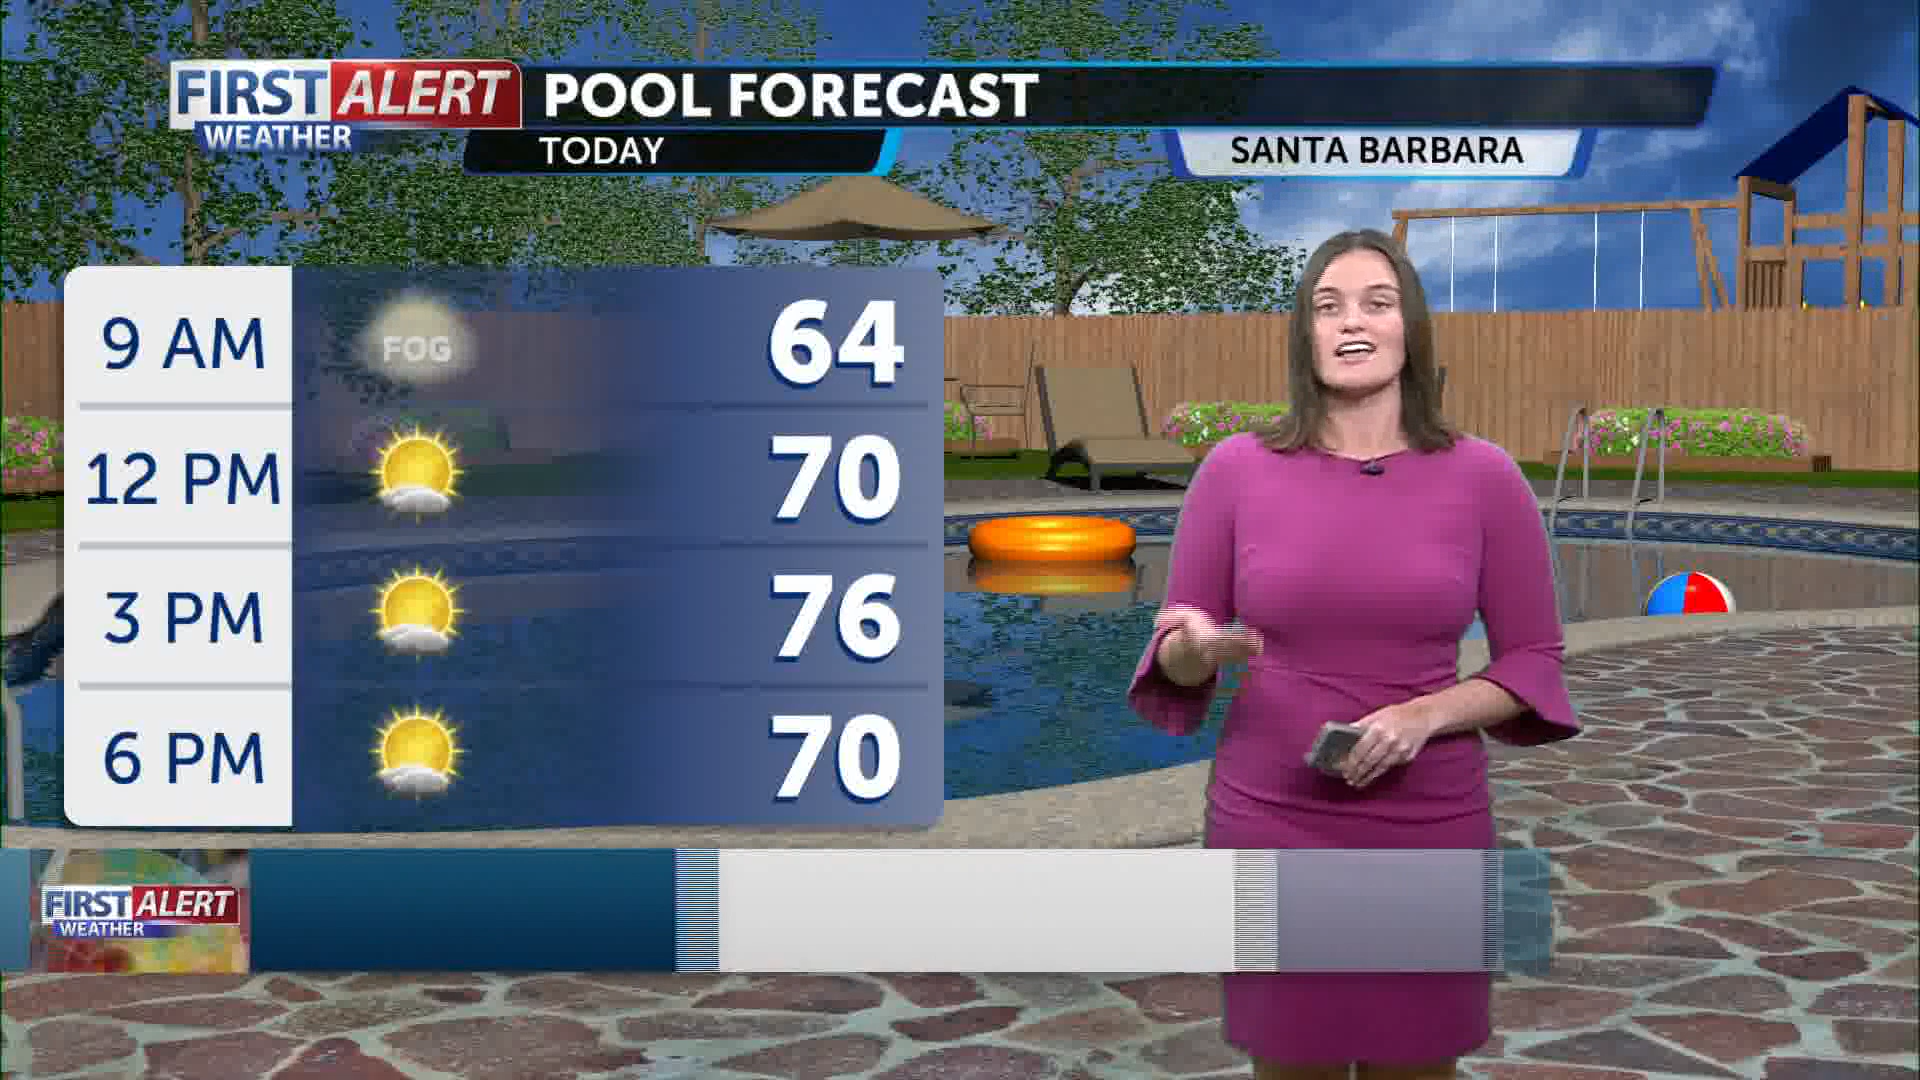 FIRST ALERT
WEATHER
POOL FORECAST
TODAY
SANTA BARBARA
9 AM FOG 64
12 PM 70
3 PM 76
6 PM 70
FIRST ALERT
WEATHER